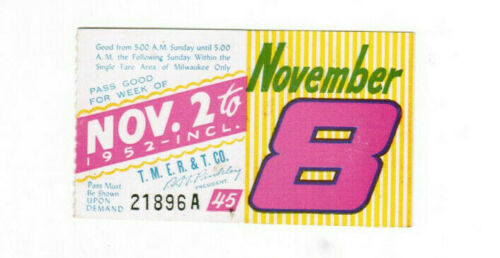 Good from 5:00 A.M. Sunday until 5:00
A. M. the Following Sunday Within the
Single Fare Area of Milwaukee Only
PASS GOOD
FOR WEEK OF
NOV. 2 to
1952-INCL.
November
8
T. M. E. R. & T. CO.
PRESIDENT.
Pass Must
Be Shown
UPON
DEMAND
21896A
45